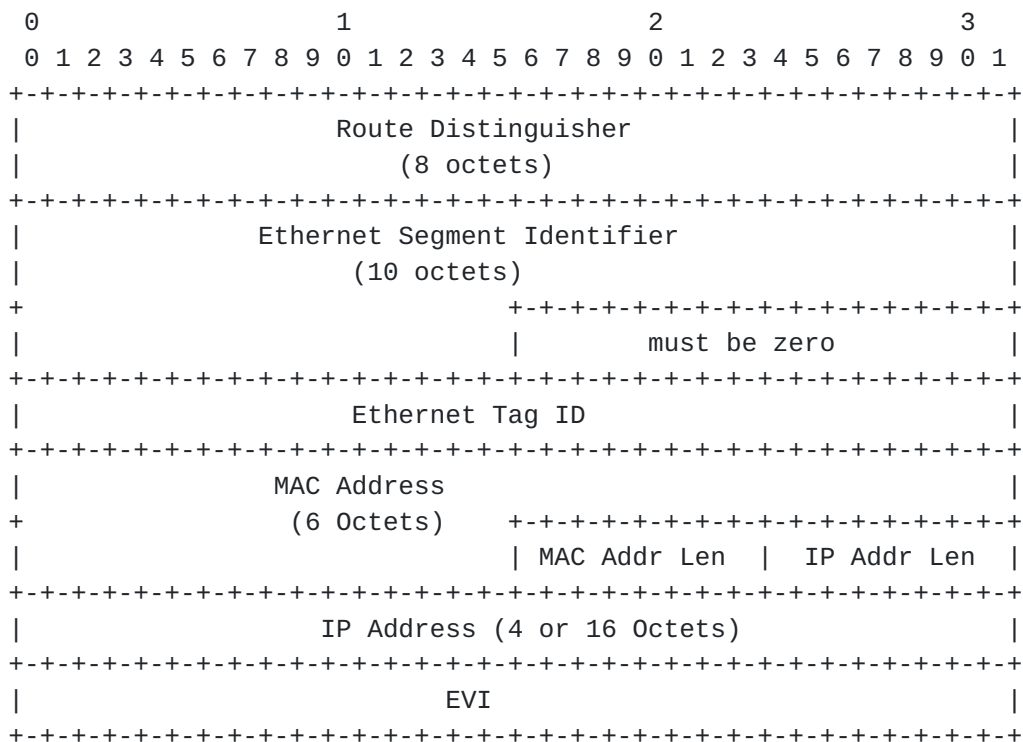 0                   1                   2                   3
 0 1 2 3 4 5 6 7 8 9 0 1 2 3 4 5 6 7 8 9 0 1 2 3 4 5 6 7 8 9 0 1
+-+-+-+-+-+-+-+-+-+-+-+-+-+-+-+-+-+-+-+-+-+-+-+-+-+-+-+-+-+-+-+-+
|                    Route Distinguisher                        |
|                        (8 octets)                             |
+-+-+-+-+-+-+-+-+-+-+-+-+-+-+-+-+-+-+-+-+-+-+-+-+-+-+-+-+-+-+-+-+
|               Ethernet Segment Identifier                     |
|                     (10 octets)                               |
+                               +-+-+-+-+-+-+-+-+-+-+-+-+-+-+-+-+
|                               |        must be zero           |
+-+-+-+-+-+-+-+-+-+-+-+-+-+-+-+-+-+-+-+-+-+-+-+-+-+-+-+-+-+-+-+-+
|                     Ethernet Tag ID                           |
+-+-+-+-+-+-+-+-+-+-+-+-+-+-+-+-+-+-+-+-+-+-+-+-+-+-+-+-+-+-+-+-+
|                MAC Address                                    |
+                 (6 Octets)    +-+-+-+-+-+-+-+-+-+-+-+-+-+-+-+-+
|                               | MAC Addr Len  |  IP Addr Len  |
+-+-+-+-+-+-+-+-+-+-+-+-+-+-+-+-+-+-+-+-+-+-+-+-+-+-+-+-+-+-+-+-+
|                   IP Address (4 or 16 Octets)                 |
+-+-+-+-+-+-+-+-+-+-+-+-+-+-+-+-+-+-+-+-+-+-+-+-+-+-+-+-+-+-+-+-+
|                           EVI                                 |
+-+-+-+-+-+-+-+-+-+-+-+-+-+-+-+-+-+-+-+-+-+-+-+-+-+-+-+-+-+-+-+-+